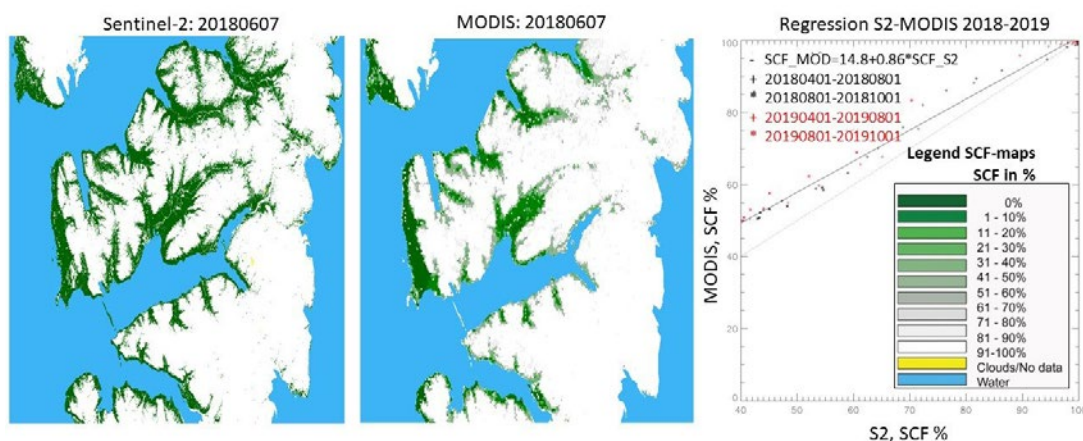 Sentinel-2: 20180607
MODIS: 20180607
Regression S2-MODIS 2018-2019
- SCF_MOD=14.8+0.86*SCF_S2
+ 20180401-20180801
* 20180801-20181001
+ 20190401-20190801
* 20190801-20191001
Legend SCF-maps
SCF in %
0%
1 - 10%
11 - 20%
21 - 30%
31 - 40%
41 - 50%
51 - 60%
61 - 70%
71 - 80%
81 - 90%
91-100%
Clouds/No data
Water
MODIS, SCF %
100
80
60
40
20
0
40 50 60 70 80 90 100
S2, SCF %